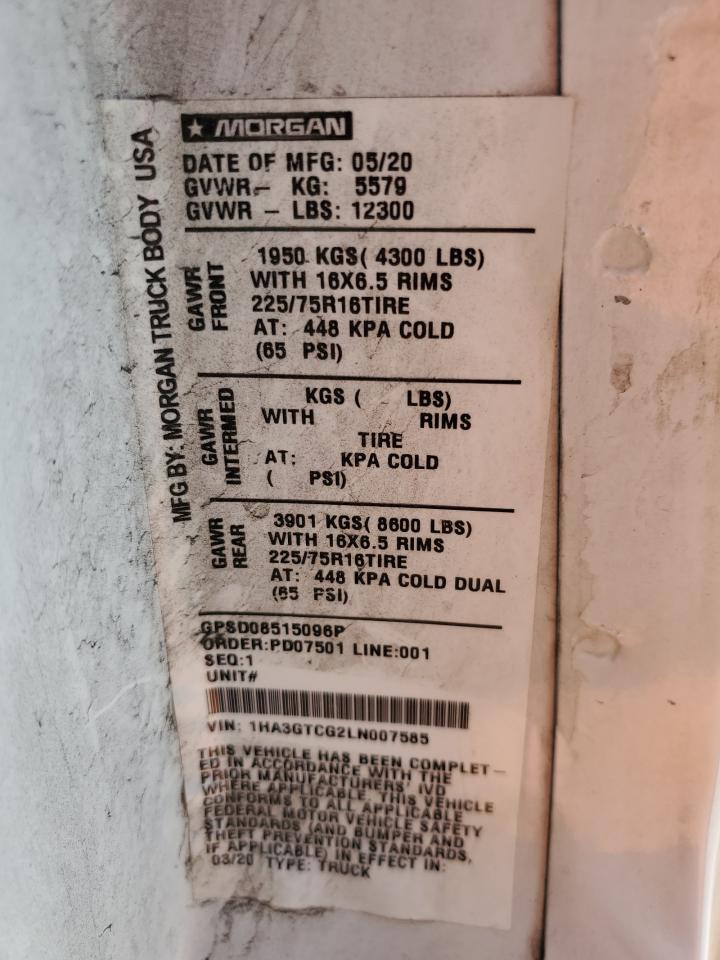 MFG BY: MORGAN TRUCK BODY USA
★ MORGAN
DATE OF MFG: 05/20
GVWR - KG: 5579
GVWR - LBS: 12300
GAWR FRONT
1950 KGS( 4300 LBS)
WITH 16X6.5 RIMS
225/75R16TIRE
AT: 448 KPA COLD
(65 PSI)
GAWR INTERMED
KGS ( LBS)
WITH RIMS
TIRE
AT: KPA COLD
( PSI)
GAWR REAR
3901 KGS( 8600 LBS)
WITH 16X6.5 RIMS
225/75R16TIRE
AT: 448 KPA COLD DUAL
(65 PSI)
GPSD08515096P
ORDER:PD07501 LINE:001
SEQ:1
UNIT#
VIN: 1HA3GTCG2LN007585
THIS VEHICLE HAS BEEN COMPLET-
ED IN ACCORDANCE WITH THE
PRIOR MANUFACTURERS' IVD
WHERE APPLICABLE. THIS VEHICLE
CONFORMS TO ALL APPLICABLE
FEDERAL MOTOR VEHICLE SAFETY
STANDARDS (AND BUMPER AND
THEFT PREVENTION STANDARDS,
IF APPLICABLE) IN EFFECT IN:
03/20 TYPE: TRUCK